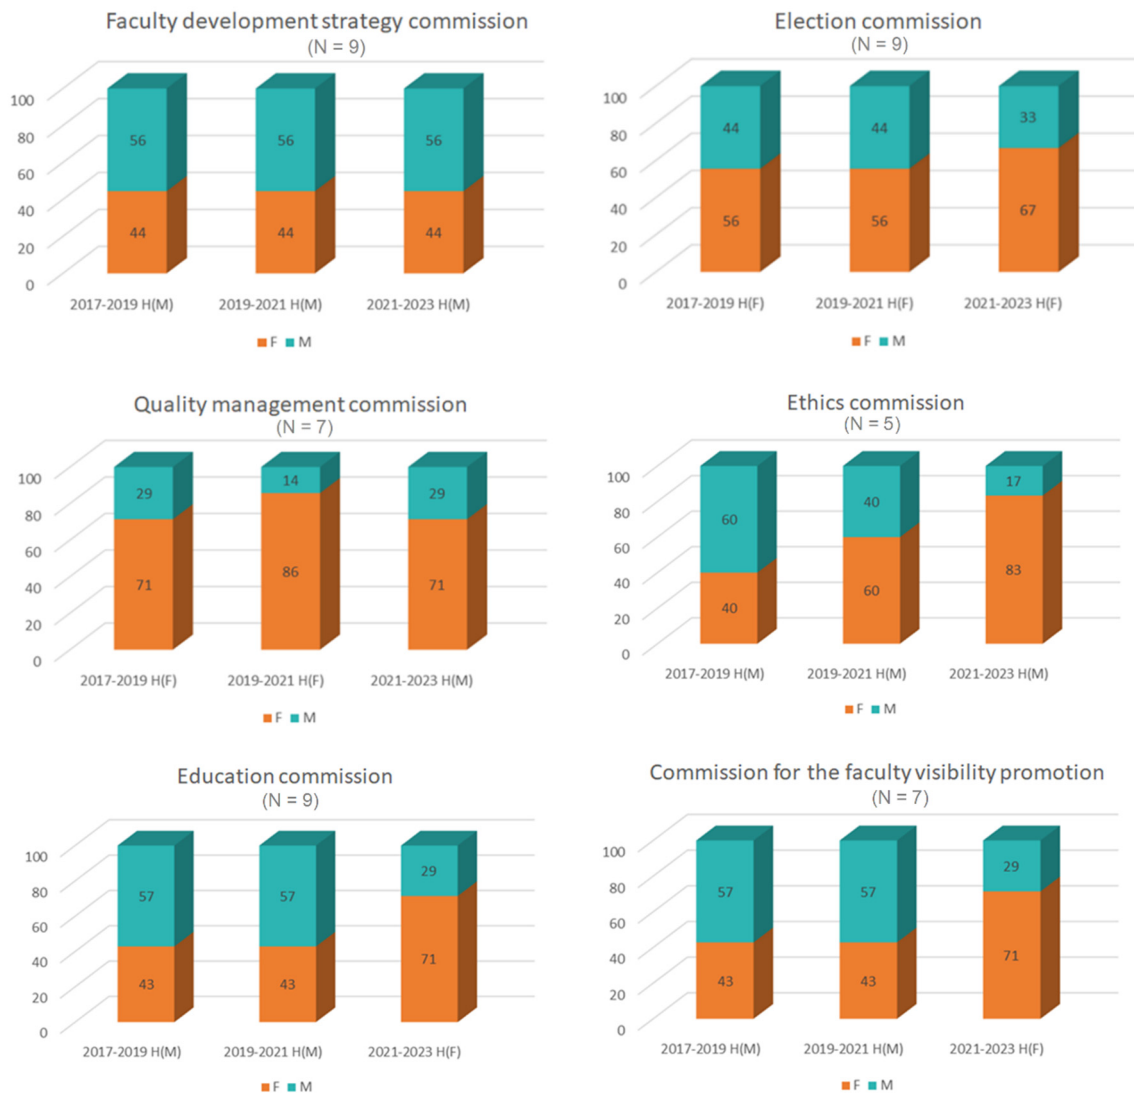 Faculty development strategy commission
(N = 9)
100
80
60
40
20
0
56 56 56
44 44 44
2017-2019 H(M) 2019-2021 H(M) 2021-2023 H(M)
F M
Election commission
(N = 9)
100
80
60
40
20
0
44 44 33
56 56 67
2017-2019 H(F) 2019-2021 H(F) 2021-2023 H(F)
F M
Quality management commission
(N = 7)
100
80
60
40
20
0
29 14 29
71 86 71
2017-2019 H(F) 2019-2021 H(F) 2021-2023 H(M)
F M
Ethics commission
(N = 5)
100
80
60
40
20
0
60 40 17
40 60 83
2017-2019 H(M) 2019-2021 H(M) 2021-2023 H(M)
F M
Education commission
(N = 9)
100
80
60
40
20
0
57 57 29
43 43 71
2017-2019 H(M) 2019-2021 H(M) 2021-2023 H(F)
F M
Commission for the faculty visibility promotion
(N = 7)
100
80
60
40
20
0
57 57 29
43 43 71
2017-2019 H(M) 2019-2021 H(M) 2021-2023 H(F)
F M